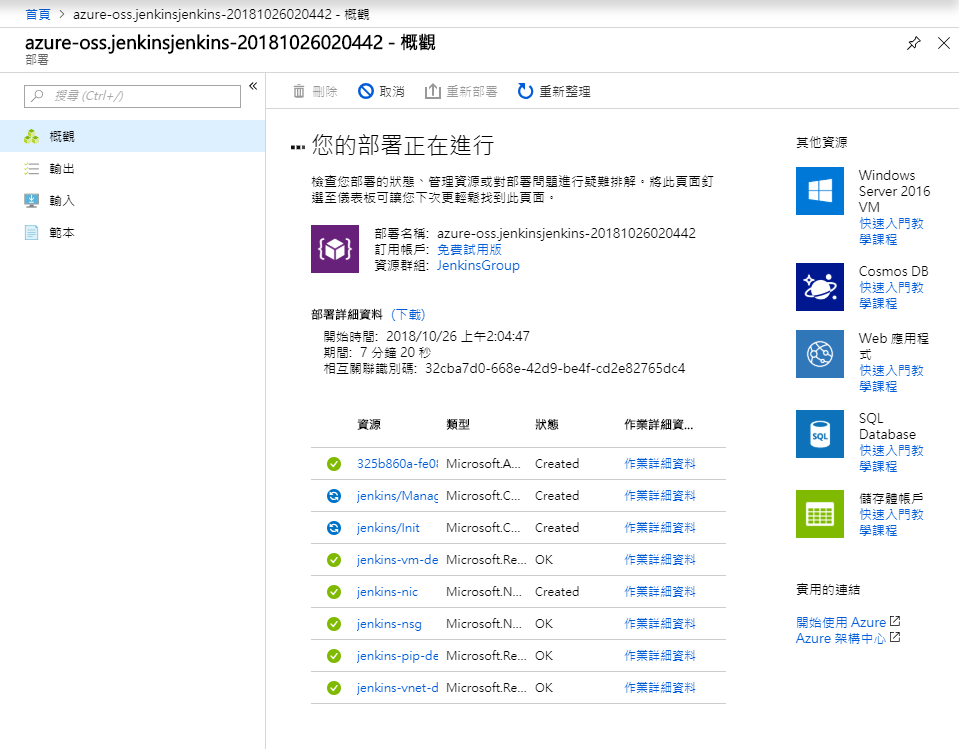 首頁 > azure-oss.jenkinsjenkins-20181026020442 - 概觀
azure-oss.jenkinsjenkins-20181026020442 - 概觀
部署
搜尋 (Ctrl+/)
«
刪除 取消 重新部署 重新整理
概觀
輸出
輸入
範本
您的部署正在進行
檢查您部署的狀態、管理資源或對部署問題進行疑難排解。將此頁面釘
選至儀表板可讓您下次更輕鬆找到此頁面。
部署名稱: azure-oss.jenkinsjenkins-20181026020442
訂用帳戶: 免費試用版
資源群組: JenkinsGroup
部署詳細資料 (下載)
開始時間: 2018/10/26 上午2:04:47
期間: 7 分鐘 20 秒
相互關聯識別碼: 32cba7d0-668e-42d9-be4f-cd2e82765dc4
資源 類型 狀態 作業詳細資...
325b860a-fe08 Microsoft.A... Created 作業詳細資料
jenkins/Manag Microsoft.C... Created 作業詳細資料
jenkins/Init Microsoft.C... Created 作業詳細資料
jenkins-vm-de Microsoft.Re... OK 作業詳細資料
jenkins-nic Microsoft.N... Created 作業詳細資料
jenkins-nsg Microsoft.N... OK 作業詳細資料
jenkins-pip-de Microsoft.Re... OK 作業詳細資料
jenkins-vnet-d Microsoft.Re... OK 作業詳細資料
其他資源
Windows
Server 2016
VM
快速入門教
學課程
Cosmos DB
快速入門教
學課程
Web 應用程
式
快速入門教
學課程
SQL
SQL
Database
快速入門教
學課程
儲存體帳戶
快速入門教
學課程
實用的連結
開始使用 Azure
Azure 架構中心